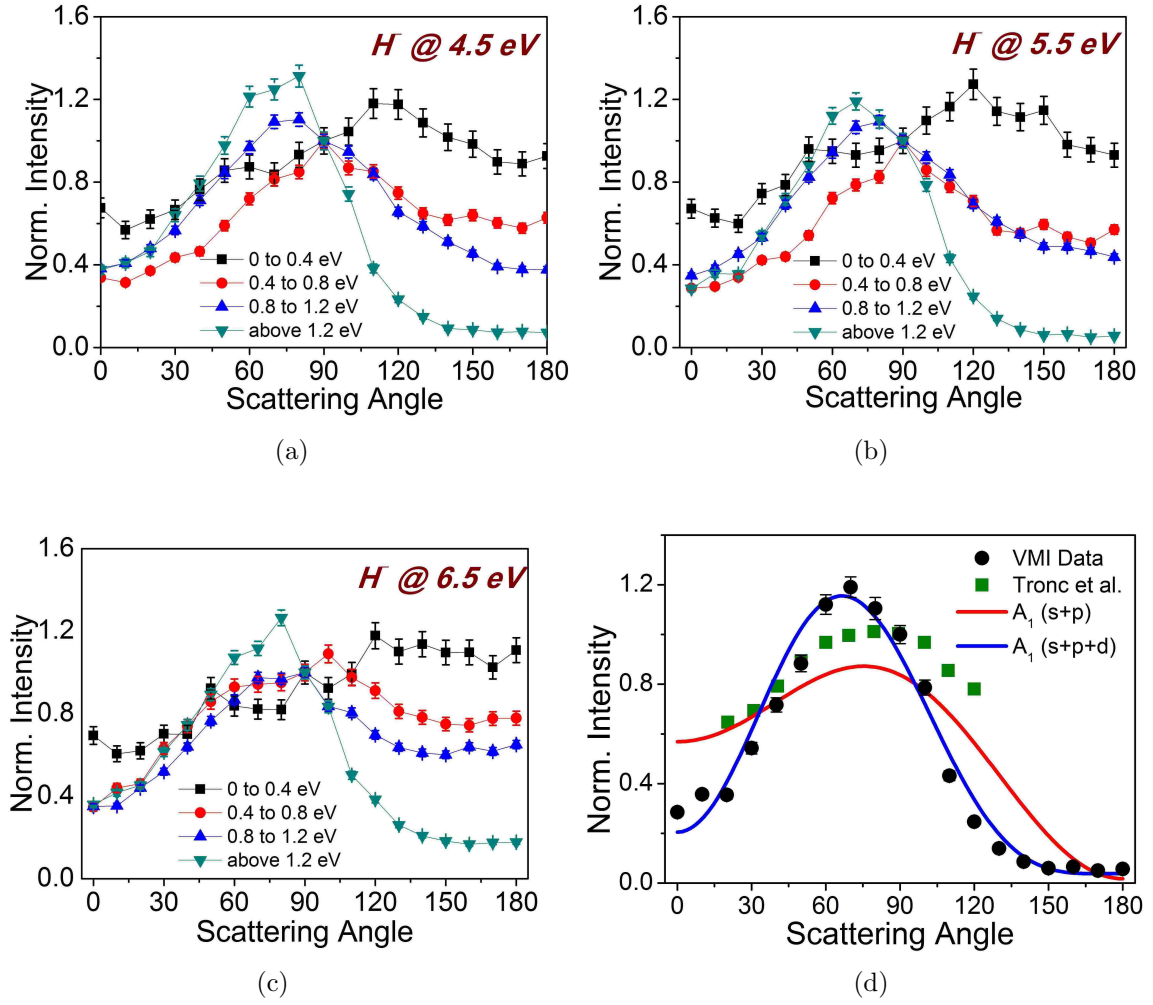 H⁻ @ 4.5 eV
Norm. Intensity
1.6
1.2
0.8
0.4
0.0
0 to 0.4 eV
0.4 to 0.8 eV
0.8 to 1.2 eV
above 1.2 eV
0 30 60 90 120 150 180
Scattering Angle
(a)
H⁻ @ 5.5 eV
Norm. Intensity
1.6
1.2
0.8
0.4
0.0
0 to 0.4 eV
0.4 to 0.8 eV
0.8 to 1.2 eV
above 1.2 eV
0 30 60 90 120 150 180
Scattering Angle
(b)
H⁻ @ 6.5 eV
Norm. Intensity
1.6
1.2
0.8
0.4
0.0
0 to 0.4 eV
0.4 to 0.8 eV
0.8 to 1.2 eV
above 1.2 eV
0 30 60 90 120 150 180
Scattering Angle
(c)
VMI Data
Tronc et al.
A₁ (s+p)
A₁ (s+p+d)
Norm. Intensity
1.2
0.8
0.4
0.0
0 30 60 90 120 150 180
Scattering Angle
(d)